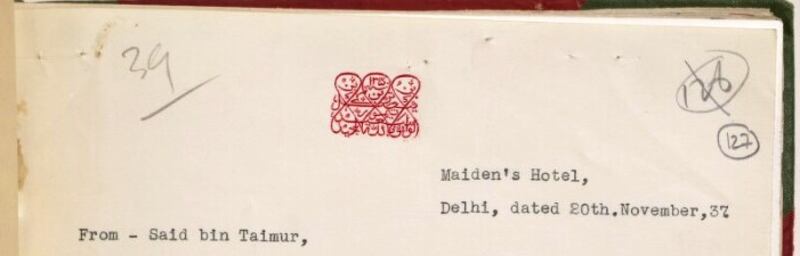 39
126
127
Maiden's Hotel,
Delhi, dated 20th.November,37
From - Said bin Taimur,